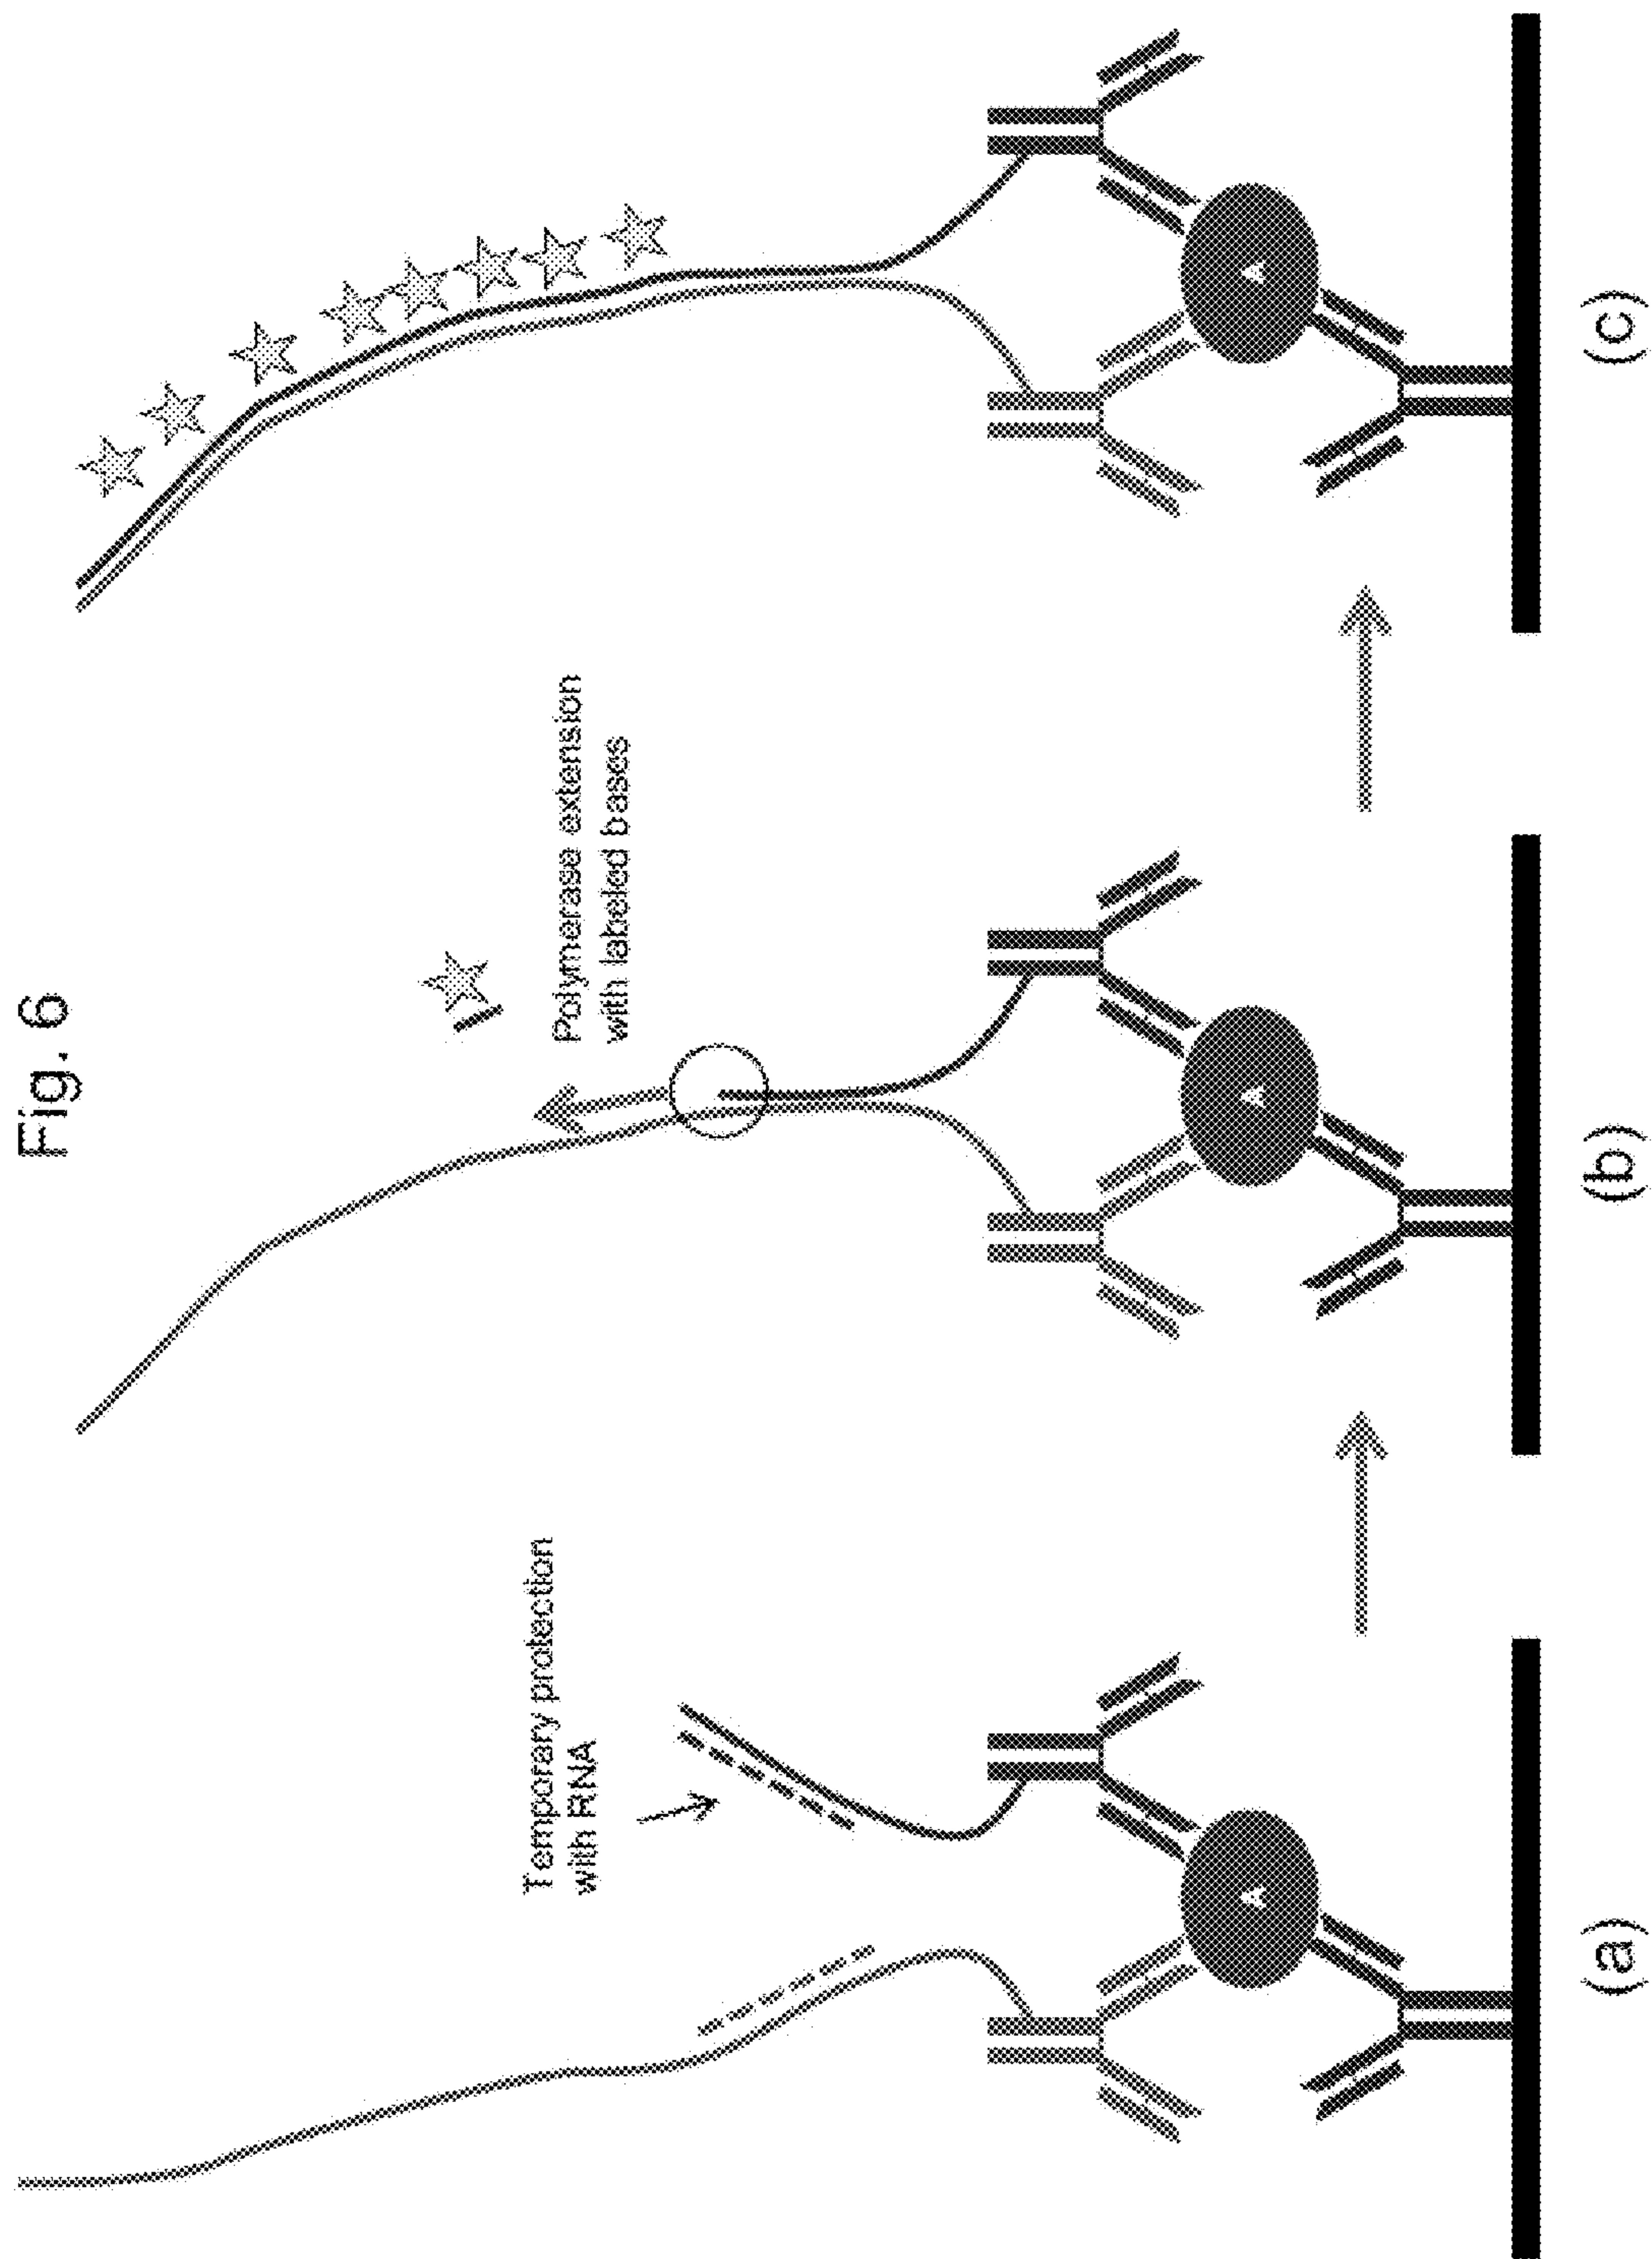 Fig. 6
Temporary protection
with RNA
Polymerase extension
with labeled bases
A
A
A
(a)
(b)
(c)